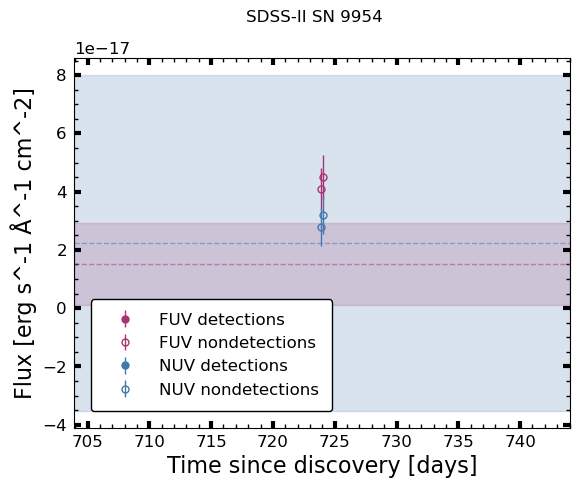 SDSS-II SN 9954
1e−17
Flux [erg s^-1 Å^-1 cm^-2]
8
6
4
2
0
−2
−4
FUV detections
FUV nondetections
NUV detections
NUV nondetections
705 710 715 720 725 730 735 740
Time since discovery [days]